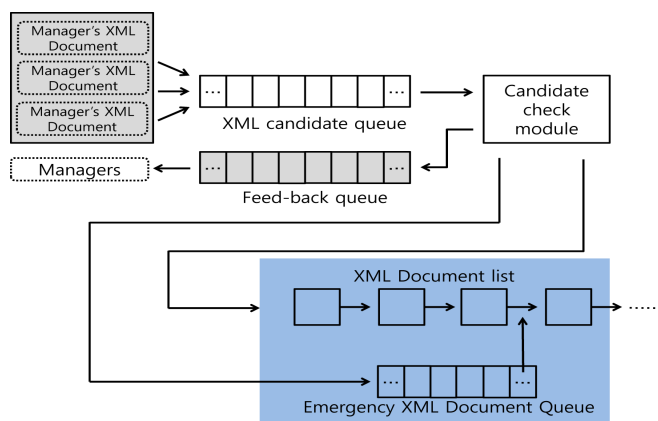 Manager's XML
Document
Manager's XML
Document
Manager's XML
Document
... ...
XML candidate queue
Candidate
check
module
Managers
... ...
Feed-back queue
XML Document list
.....
... ...
Emergency XML Document Queue